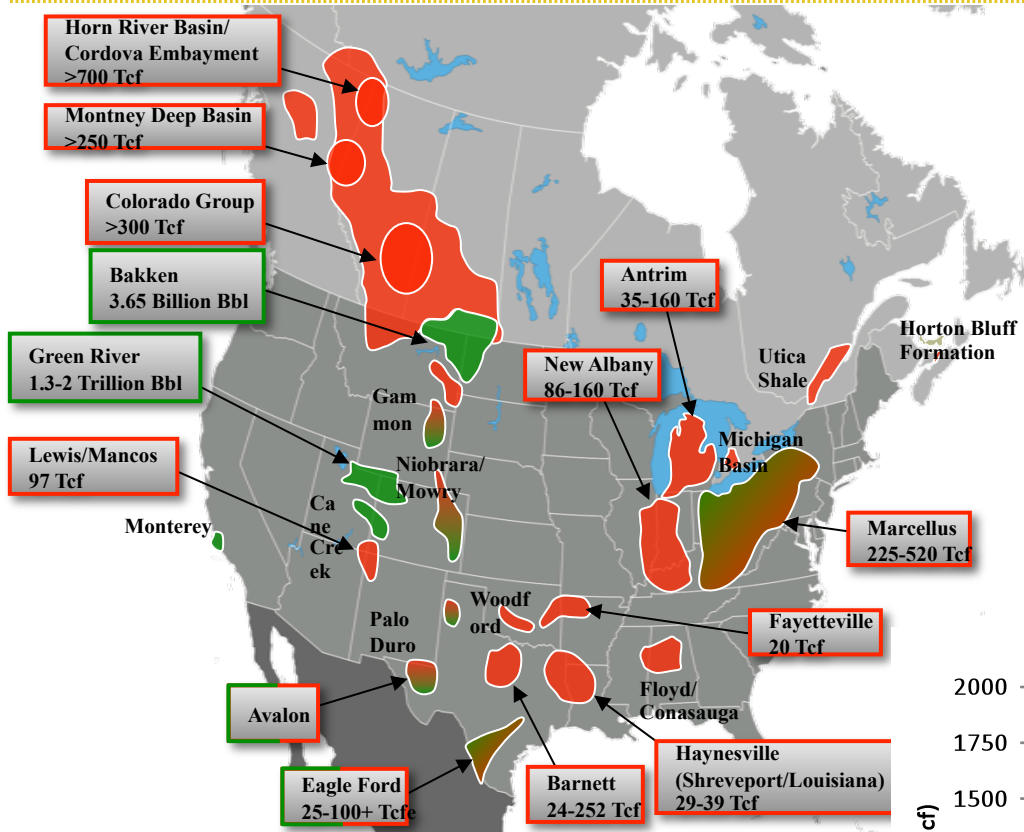 Horn River Basin/
Cordova Embayment
>700 Tcf
Montney Deep Basin
>250 Tcf
Colorado Group
>300 Tcf
Bakken
3.65 Billion Bbl
Green River
1.3-2 Trillion Bbl
Lewis/Mancos
97 Tcf
Monterey
Gam
mon
Niobrara/
Mowry
Ca
ne
Cre
ek
Antrim
35-160 Tcf
New Albany
86-160 Tcf
Utica
Shale
Horton Bluff
Formation
Michigan
Basin
Marcellus
225-520 Tcf
Woodf
ord
Palo
Duro
Fayetteville
20 Tcf
Floyd/
Conasauga
Avalon
Eagle Ford
25-100+ Tcfe
Barnett
24-252 Tcf
Haynesville
(Shreveport/Louisiana)
29-39 Tcf
2000
1750
1500
cf)